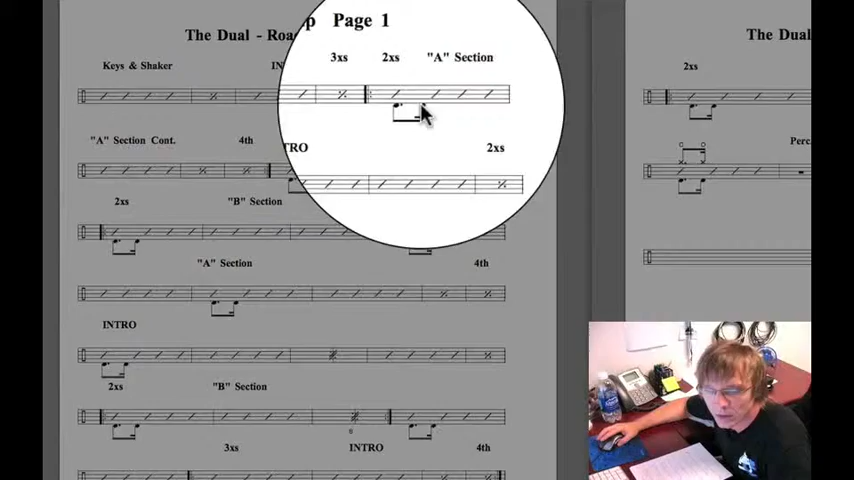 p Page 1
The Dual - Roa
The Dual
3xs 2xs "A" Section
Keys & Shaker IN
2xs
"A" Section Cont. 4th
TRO 2xs
Perc.
2xs "B" Section
"A" Section 4th
INTRO
2xs "B" Section
8
3xs INTRO 4th